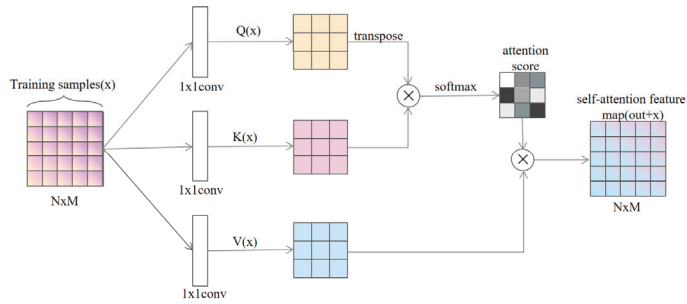 Training samples(x)
NxM
1x1conv
Q(x)
transpose
1x1conv
K(x)
1x1conv
V(x)
softmax
attention
score
self-attention feature
map(out+x)
NxM